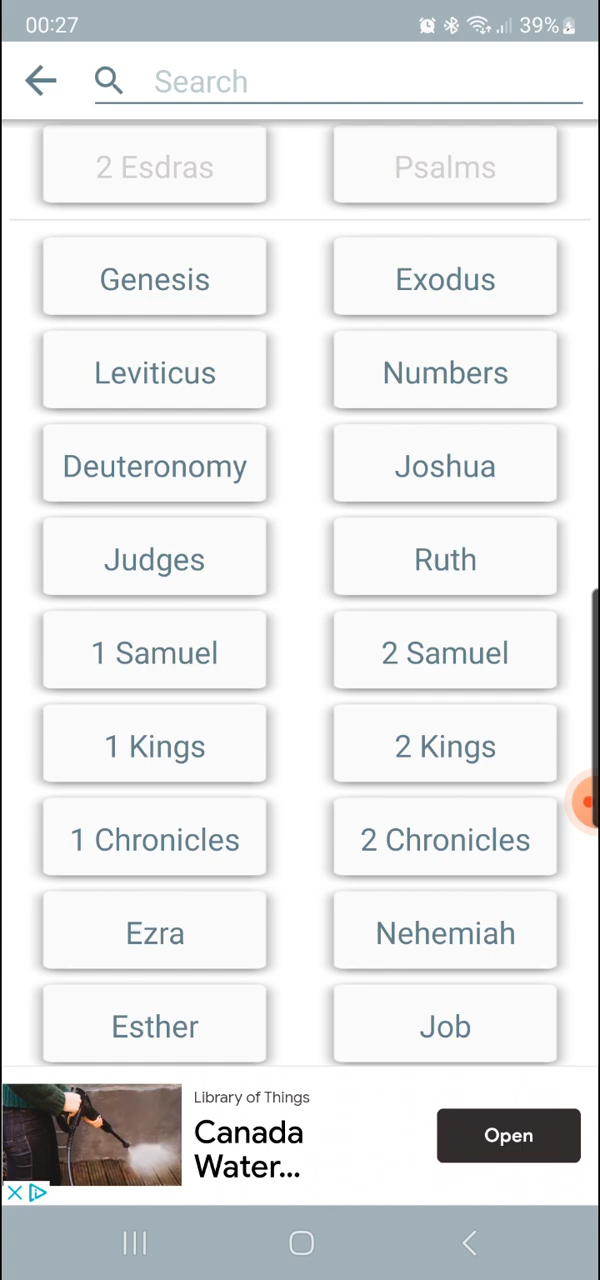 00:27
39%
Search
2 Esdras
Psalms
Genesis
Exodus
Leviticus
Numbers
Deuteronomy
Joshua
Judges
Ruth
1 Samuel
2 Samuel
1 Kings
2 Kings
1 Chronicles
2 Chronicles
Ezra
Nehemiah
Esther
Job
Library of Things
Canada
Water...
Open